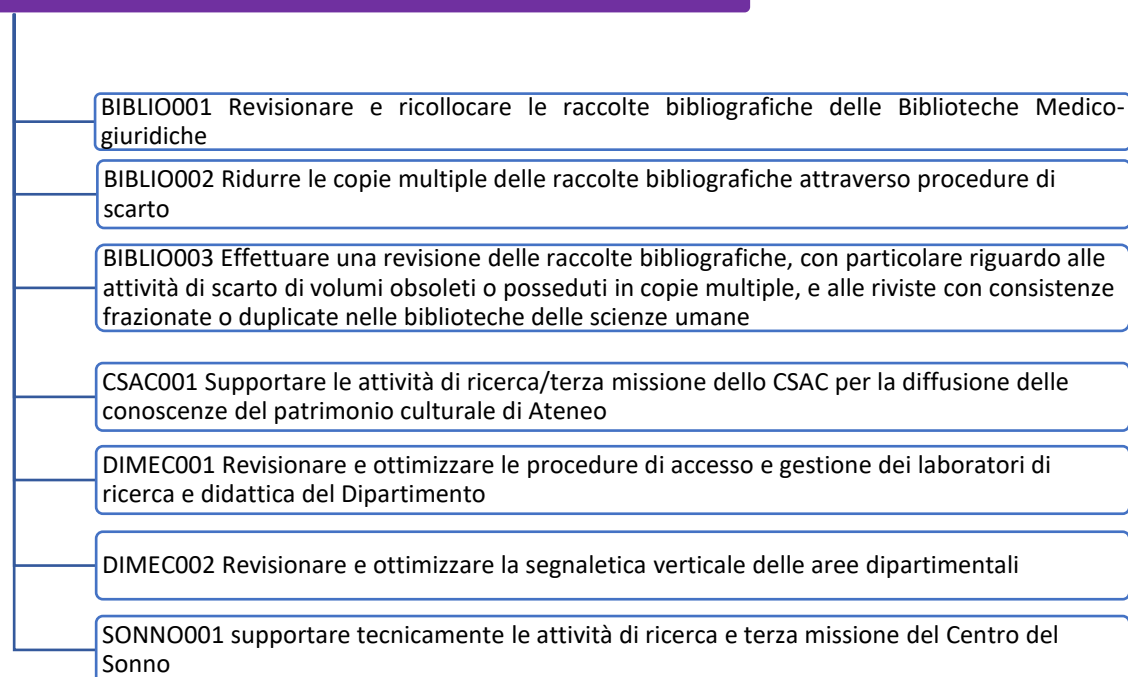 BIBLIO001 Revisionare e ricollocare le raccolte bibliografiche delle Biblioteche Medico-
giuridiche
BIBLIO002 Ridurre le copie multiple delle raccolte bibliografiche attraverso procedure di
scarto
BIBLIO003 Effettuare una revisione delle raccolte bibliografiche, con particolare riguardo alle
attività di scarto di volumi obsoleti o posseduti in copie multiple, e alle riviste con consistenze
frazionate o duplicate nelle biblioteche delle scienze umane
CSAC001 Supportare le attività di ricerca/terza missione dello CSAC per la diffusione delle
conoscenze del patrimonio culturale di Ateneo
DIMEC001 Revisionare e ottimizzare le procedure di accesso e gestione dei laboratori di
ricerca e didattica del Dipartimento
DIMEC002 Revisionare e ottimizzare la segnaletica verticale delle aree dipartimentali
SONNO001 supportare tecnicamente le attività di ricerca e terza missione del Centro del
Sonno